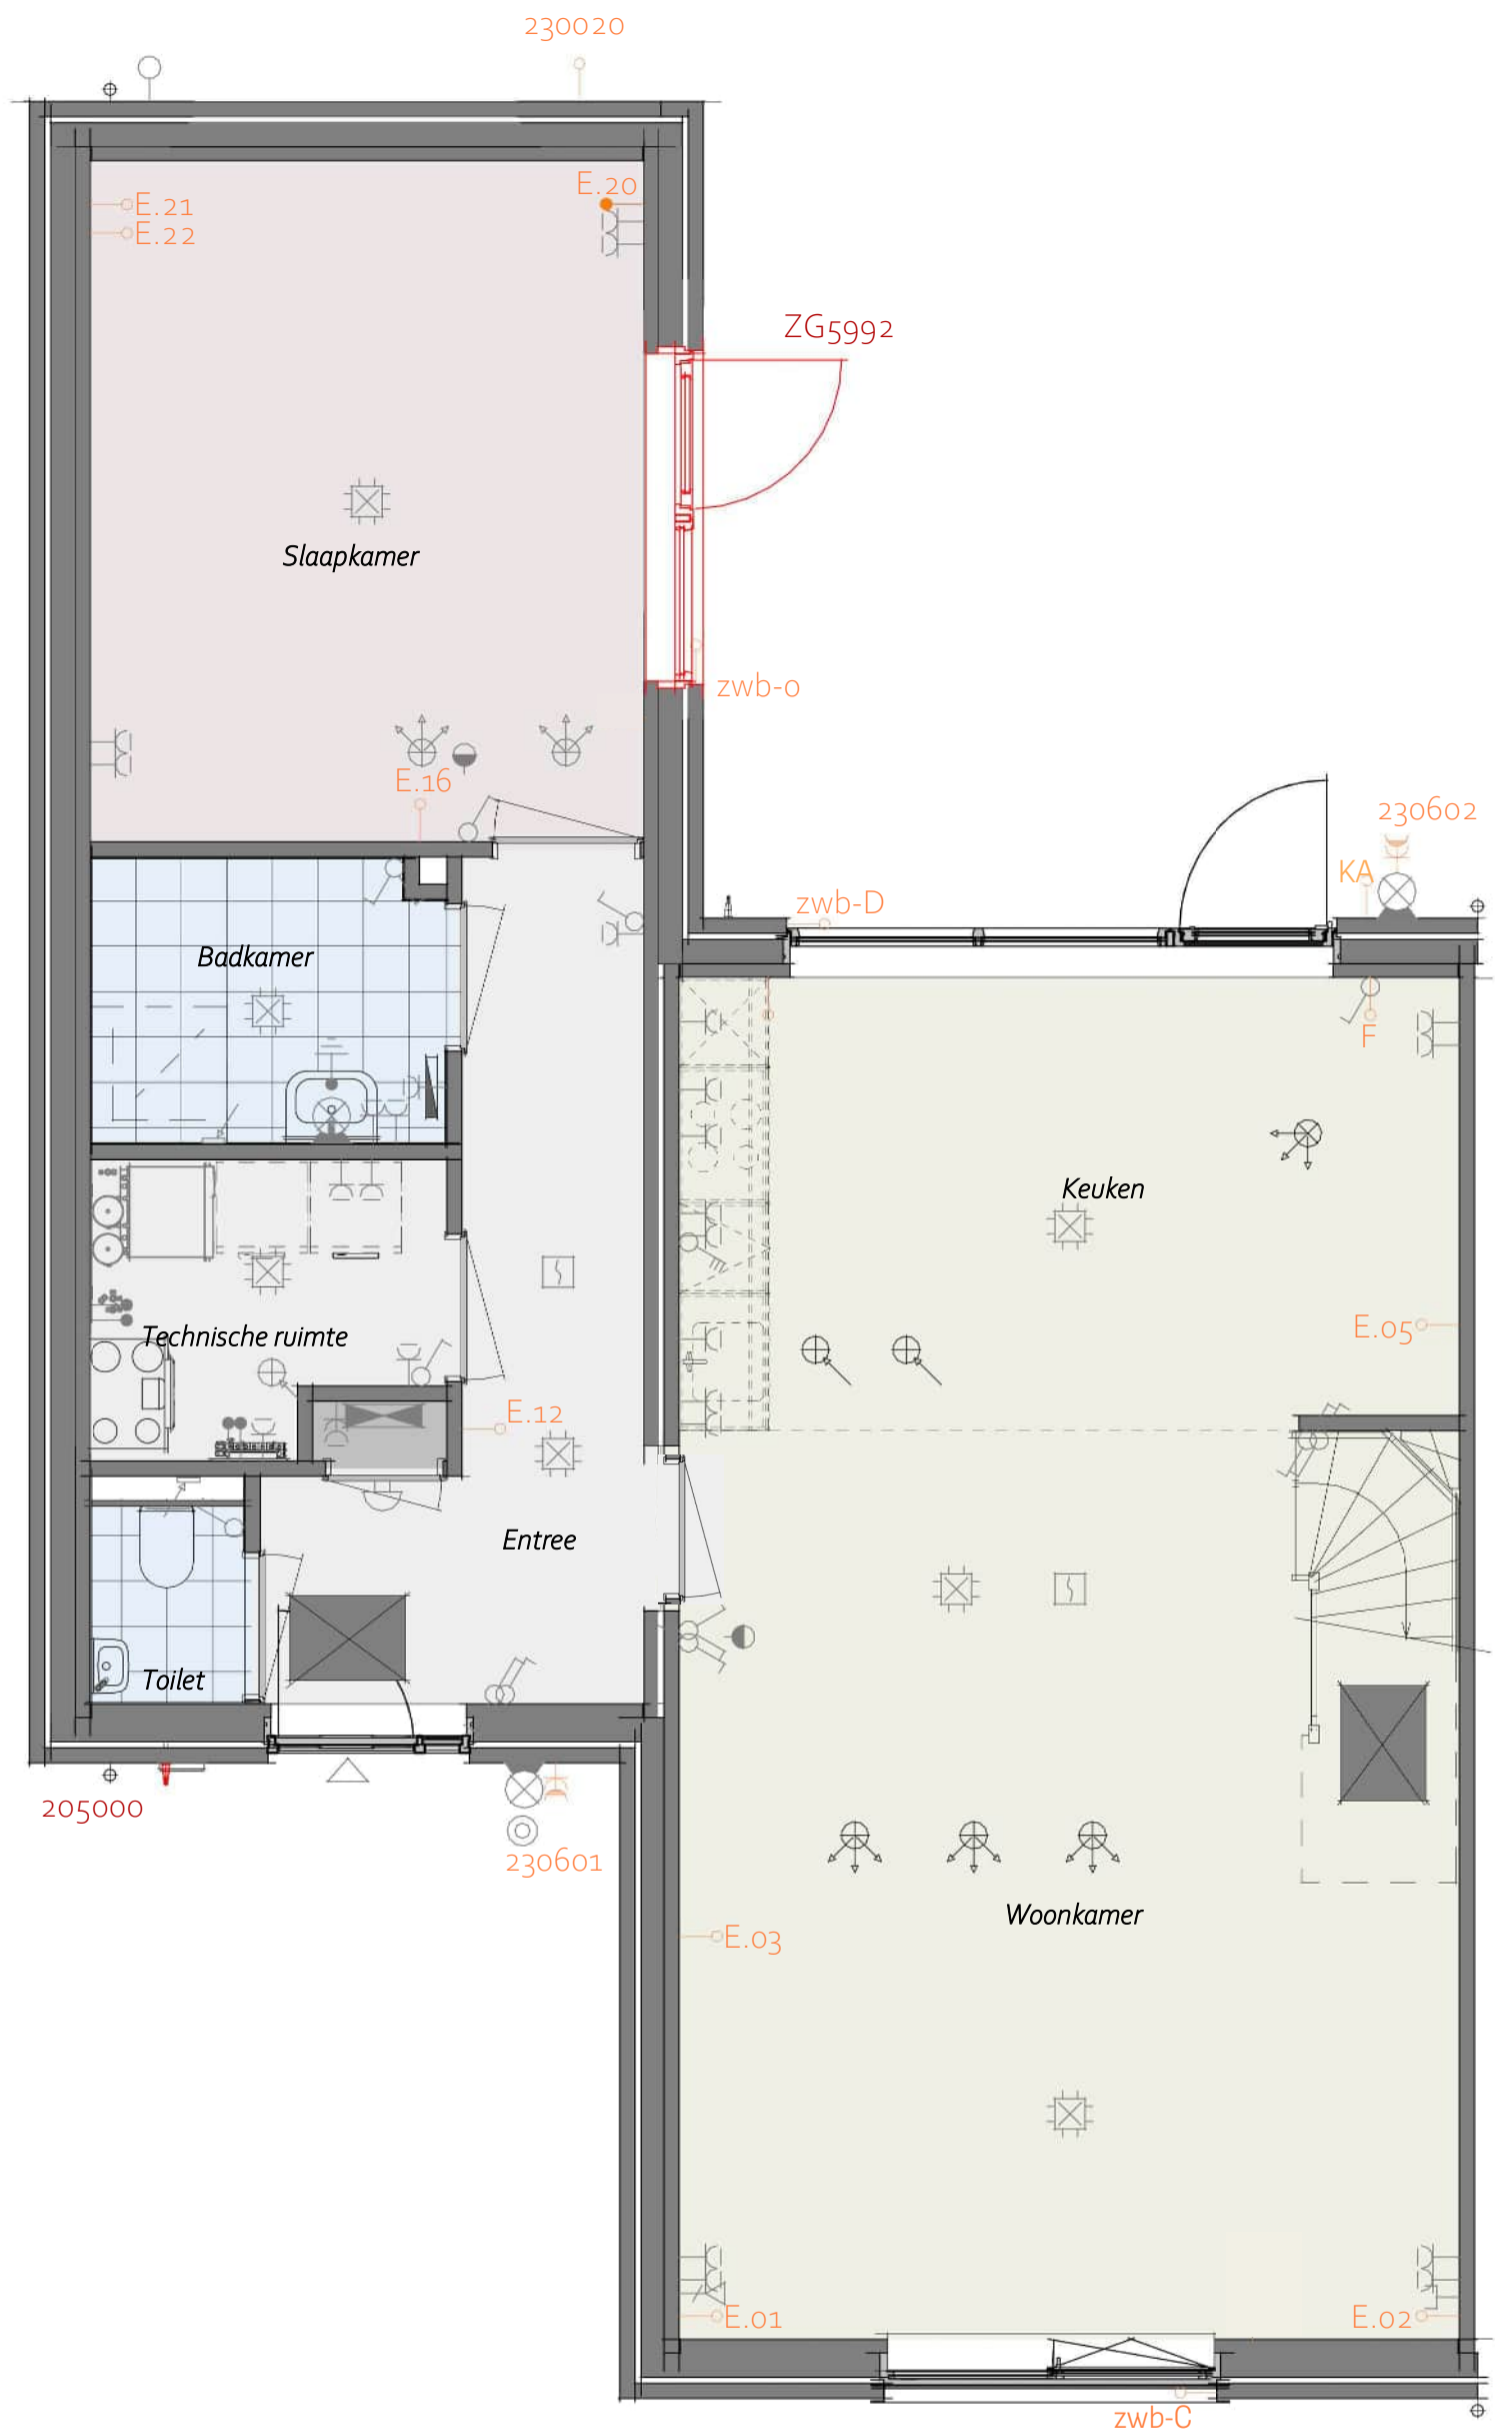 230020
E.21
E.20
E.22
ZG5992
Slaapkamer
zwb-0
E.16
230602
KA
zwb-D
Badkamer
F
Keuken
E.05
Technische ruimte
E.12
Entree
Toilet
205000
230601
Woonkamer
E.03
E.01
E.02
zwb-C